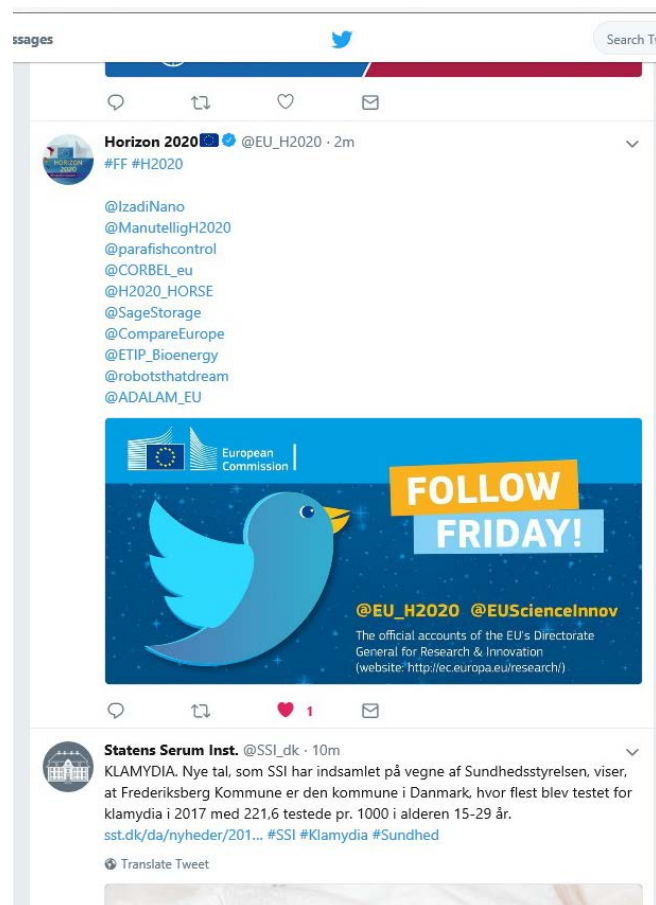 ssages
Search Tw
Horizon 2020 @EU_H2020 · 2m
#FF #H2020
@IzadiNano
@ManutelligH2020
@parafishcontrol
@CORBEL_eu
@H2020_HORSE
@SageStorage
@CompareEurope
@ETIP_Bioenergy
@robotsthatdream
@ADALAM_EU
European
Commission
FOLLOW
FRIDAY!
@EU_H2020 @EUScienceInnov
The official accounts of the EU's Directorate
General for Research & Innovation
(website: http://ec.europa.eu/research/)
1
Statens Serum Inst. @SSI_dk · 10m
KLAMYDIA. Nye tal, som SSI har indsamlet på vegne af Sundhedsstyrelsen, viser,
at Frederiksberg Kommune er den kommune i Danmark, hvor flest blev testet for
klamydia i 2017 med 221,6 testede pr. 1000 i alderen 15-29 år.
sst.dk/da/nyheder/201... #SSI #Klamydia #Sundhed
Translate Tweet